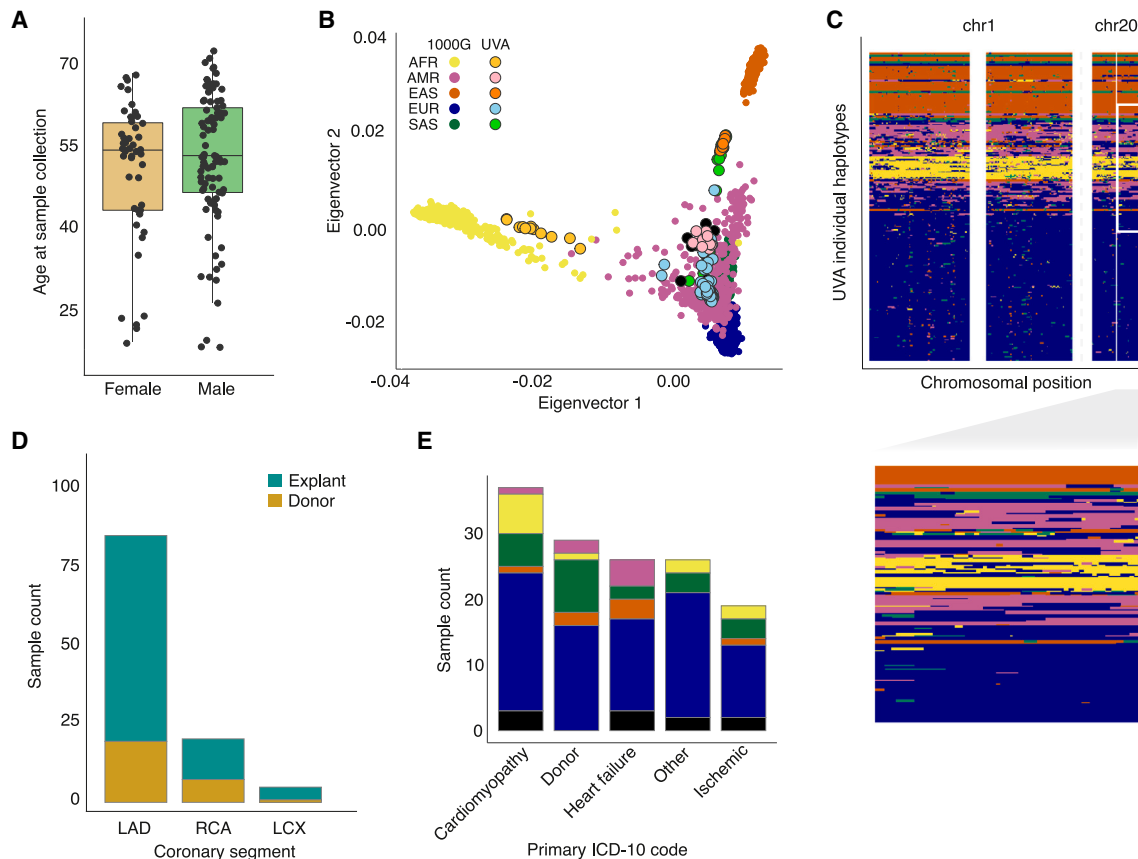 A
Age at sample collection
70
55
40
25
Female
Male
B
Eigenvector 2
0.04
0.02
0.00
-0.02
-0.04
-0.02
0.00
Eigenvector 1
1000G UVA
AFR
AMR
EAS
EUR
SAS
C
chr1
chr20
UVA individual haplotypes
Chromosomal position
D
Sample count
100
75
50
25
0
Explant
Donor
LAD
RCA
LCX
Coronary segment
E
Sample count
30
20
10
0
Cardiomyopathy
Donor
Heart failure
Other
Ischemic
Primary ICD-10 code